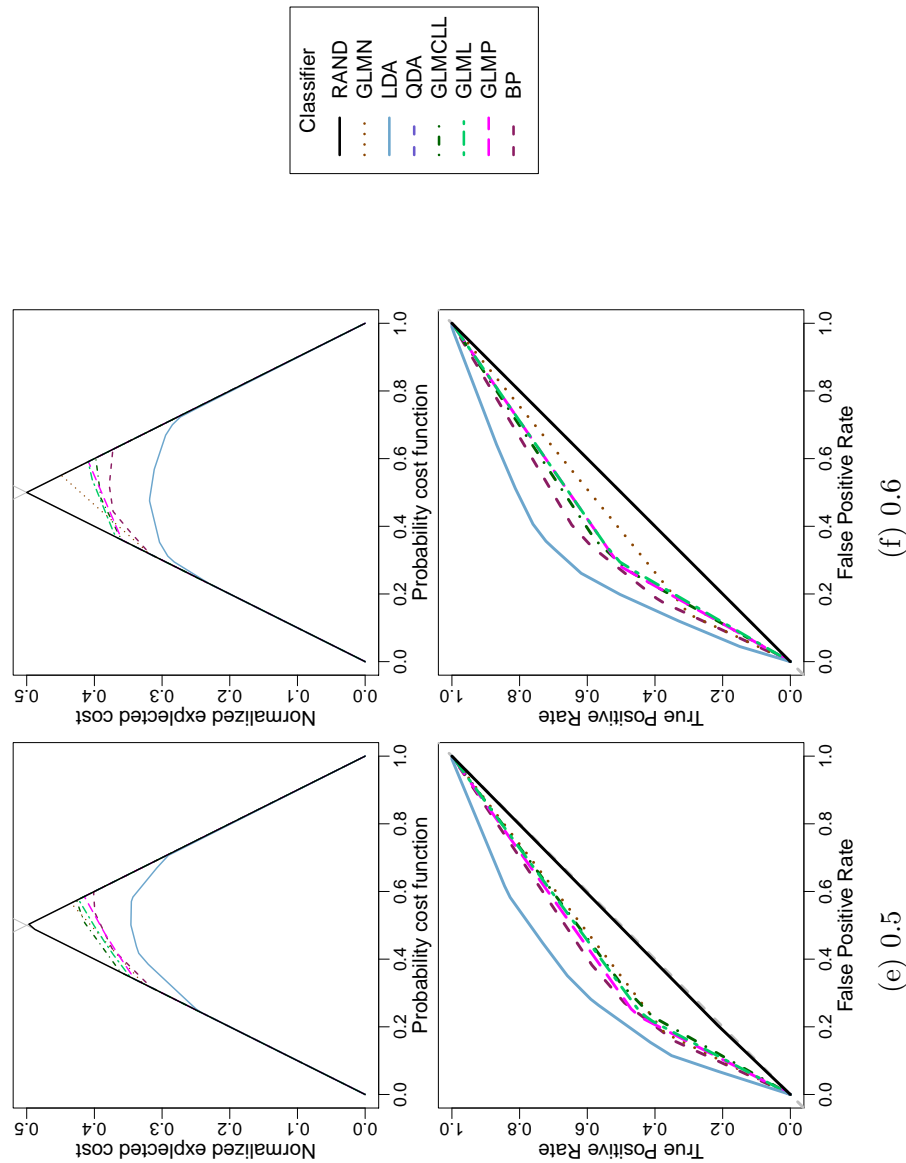 0.0 0.1 0.2 0.3 0.4 0.5
Normalized explected cost
0.0 0.2 0.4 0.6 0.8 1.0
Probability cost function
0.0 0.2 0.4 0.6 0.8 1.0
True Positive Rate
0.0 0.2 0.4 0.6 0.8 1.0
False Positive Rate
(e) 0.5
0.0 0.1 0.2 0.3 0.4 0.5
Normalized explected cost
0.0 0.2 0.4 0.6 0.8 1.0
Probability cost function
0.0 0.2 0.4 0.6 0.8 1.0
True Positive Rate
0.0 0.2 0.4 0.6 0.8 1.0
False Positive Rate
(f) 0.6
Classifier
RAND
GLMN
LDA
QDA
GLMCLL
GLML
GLMP
BP